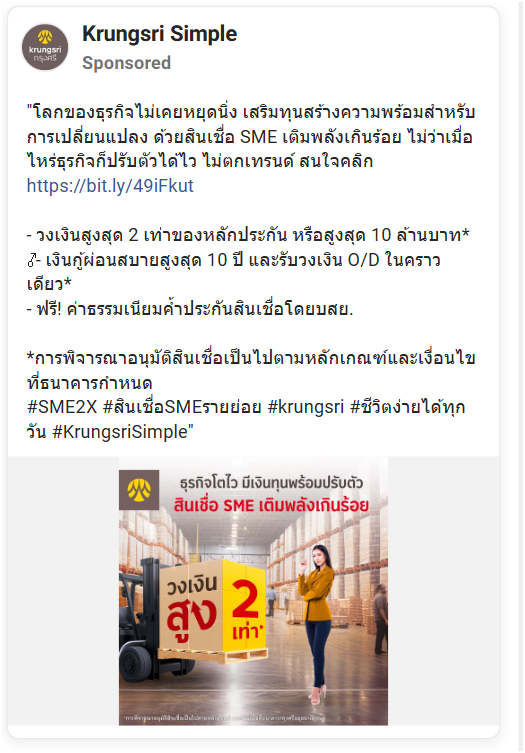 Krungsri Simple
Sponsored
krungsri
กรุงศรี
"โลกของธุรกิจไม่เคยหยุดนิ่ง เสริมทุนสร้างความพร้อมสำหรับ
การเปลี่ยนแปลง ด้วยสินเชื่อ SME เติมพลังเกินร้อย ไม่ว่าเมื่อ
ไหร่ธุรกิจก็ปรับตัวได้ไว ไม่ตกเทรนด์ สนใจคลิก
https://bit.ly/49iFkut
- วงเงินสูงสุด 2 เท่าของหลักประกัน หรือสูงสุด 10 ล้านบาท*
- เงินกู้ผ่อนสบายสูงสุด 10 ปี และรับวงเงิน O/D ในคราว
เดียว*
- ฟรี! ค่าธรรมเนียมค้ำประกันสินเชื่อโดยบสย.
*การพิจารณาอนุมัติสินเชื่อเป็นไปตามหลักเกณฑ์และเงื่อนไข
ที่ธนาคารกำหนด
#SME2X #สินเชื่อSMEรายย่อย #krungsri #ชีวิตง่ายได้ทุก
วัน #KrungsriSimple"
ธุรกิจโตไว มีเงินทุนพร้อมปรับตัว
สินเชื่อ SME เติมพลังเกินร้อย
วงเงิน
สูง
2
เท่า*